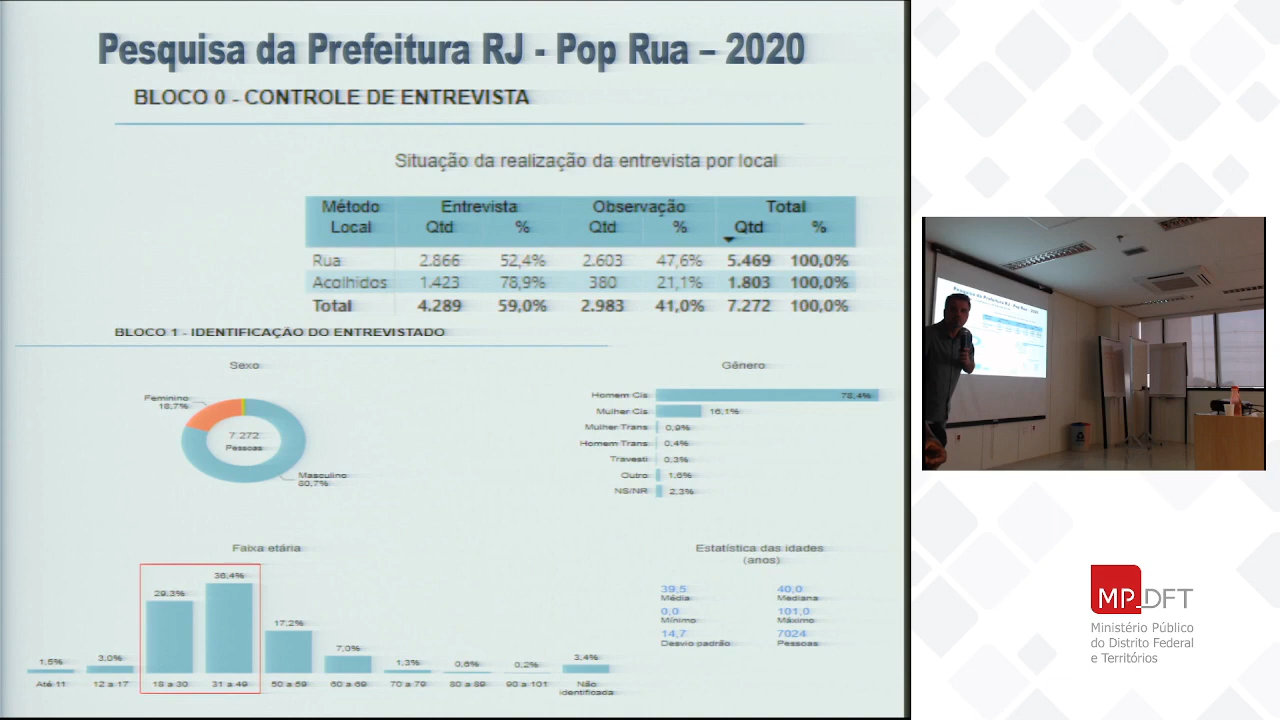 Pesquisa da Prefeitura RJ - Pop Rua – 2020
BLOCO 0 - CONTROLE DE ENTREVISTA
Situação da realização da entrevista por local
Método Entrevista Observação Total
Local Qtd % Qtd % Qtd %
Rua 2.866 52,4% 2.603 47,6% 5.469 100,0%
Acolhidos 1.423 78,9% 380 21,1% 1.803 100,0%
Total 4.289 59,0% 2.983 41,0% 7.272 100,0%
BLOCO 1 - IDENTIFICAÇÃO DO ENTREVISTADO
Sexo
Feminino
18,7%
7.272
Pessoas
Masculino
80,7%
Gênero
Homem Cis 78,4%
Mulher Cis 16,1%
Mulher Trans 0,9%
Homem Trans 0,4%
Travesti 0,3%
Outro 1,6%
NS/NR 2,3%
Faixa etária
1,5% 3,0% 29,3% 36,4% 17,2% 7,0% 1,3% 0,6% 0,2% 3,4%
Até 11 12 a 17 18 a 30 31 a 49 50 a 59 60 a 69 70 a 79 80 a 89 90 a 101 Não
identificada
Estatística das idades
(anos)
39,5 40,0
Média Mediana
0,0 101,0
Mínimo Máximo
14,7 7024
Desvio padrão Pessoas
Pesquisa da Prefeitura RJ - Pop Rua - 2020
MP DFT
Ministério Público
do Distrito Federal
e Territórios